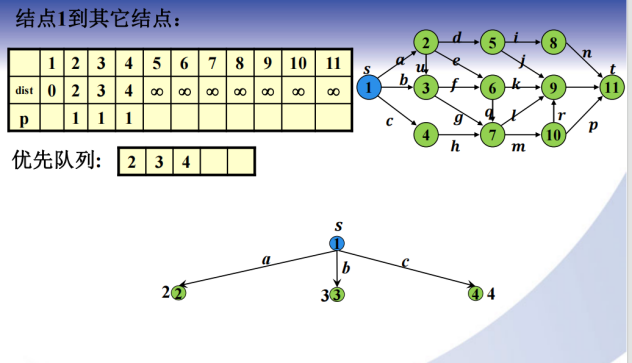 结点1到其它结点:
1 2 3 4 5 6 7 8 9 10 11
dist 0 2 3 4 ∞ ∞ ∞ ∞ ∞ ∞ ∞
p 1 1 1
优先队列: 2 3 4
s a b c u d e f g h i j k q l m n r p t
1 2 3 4 5 6 7 8 9 10 11
s
1
a b c
2 2 3 3 4 4